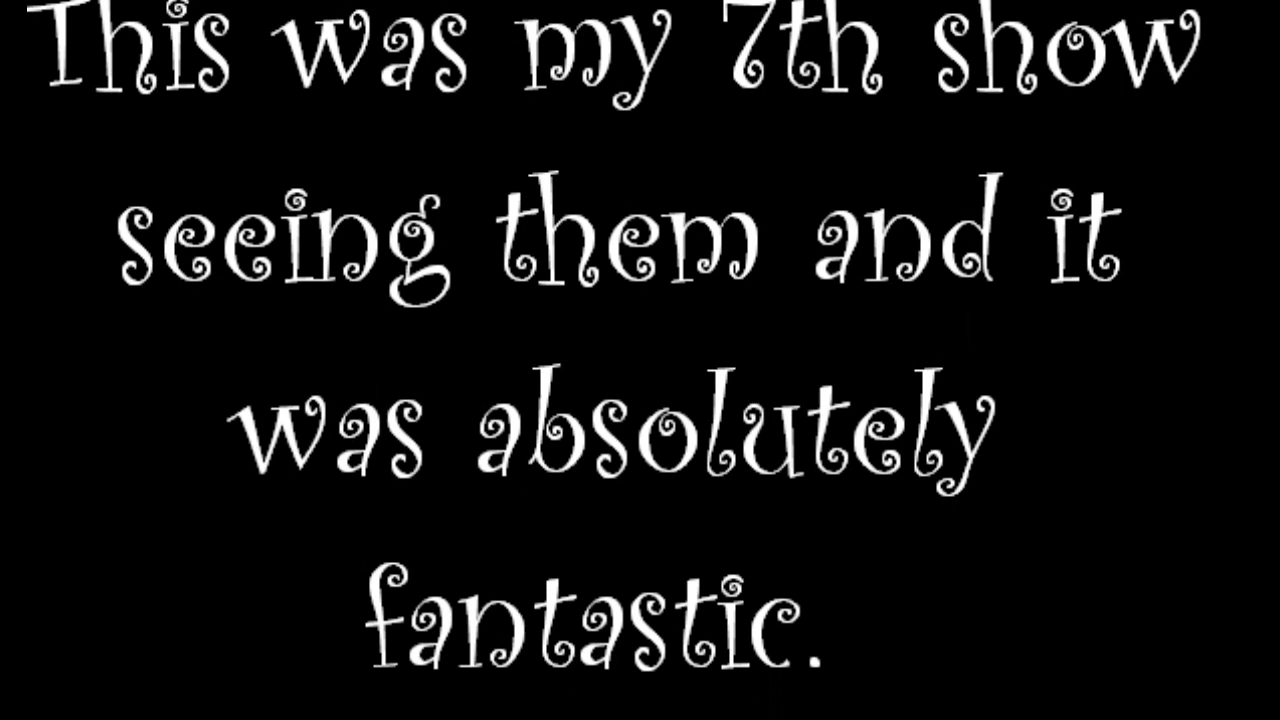 This was my 7th show
seeing them and it
was absolutely
fantastic.